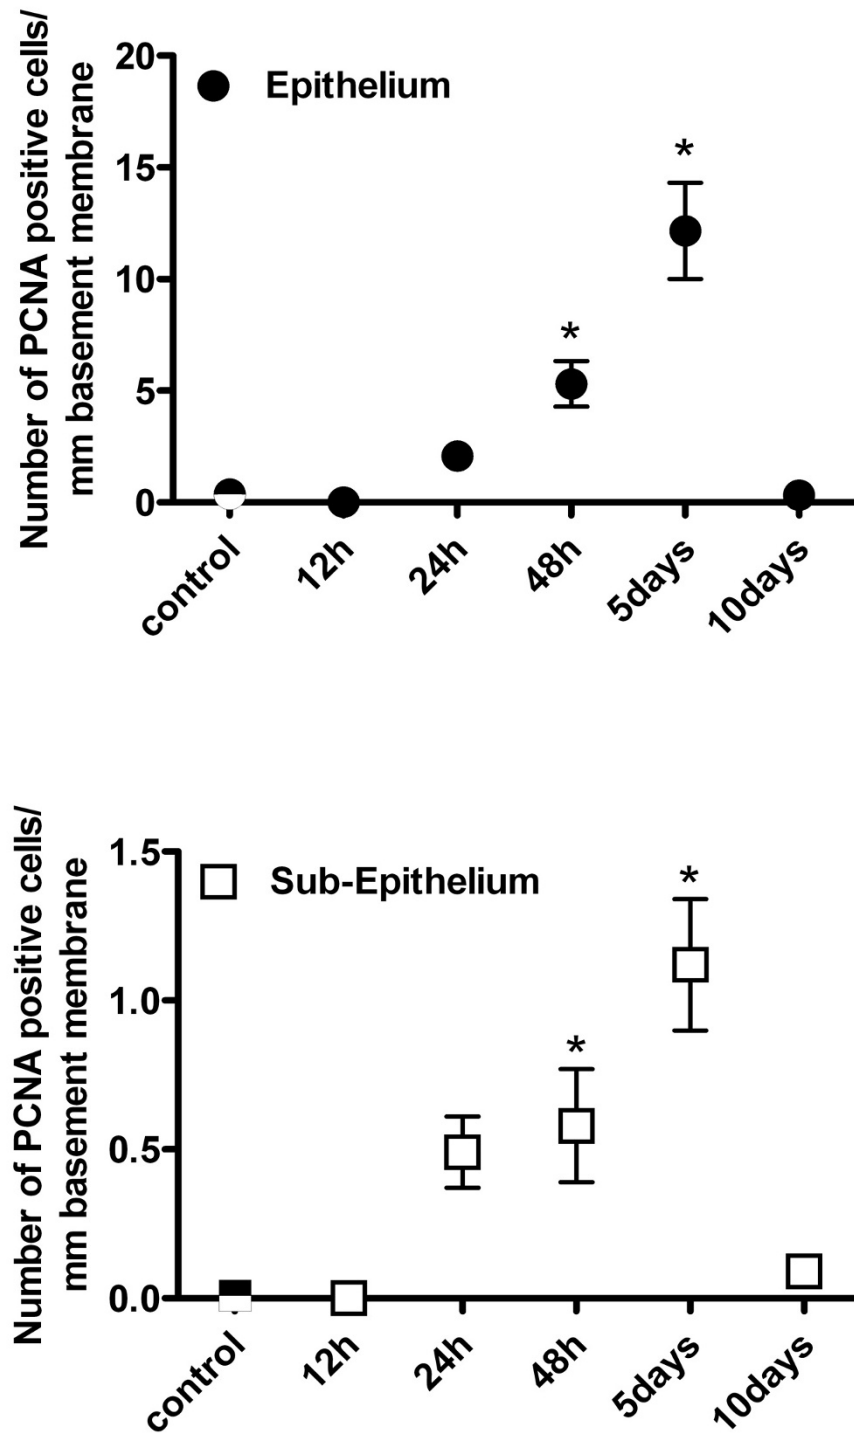 Number of PCNA positive cells/
mm basement membrane
20
15
10
5
0
Epithelium
*
*
control
12h
24h
48h
5days
10days
Number of PCNA positive cells/
mm basement membrane
1.5
1.0
0.5
0.0
Sub-Epithelium
*
*
control
12h
24h
48h
5days
10days